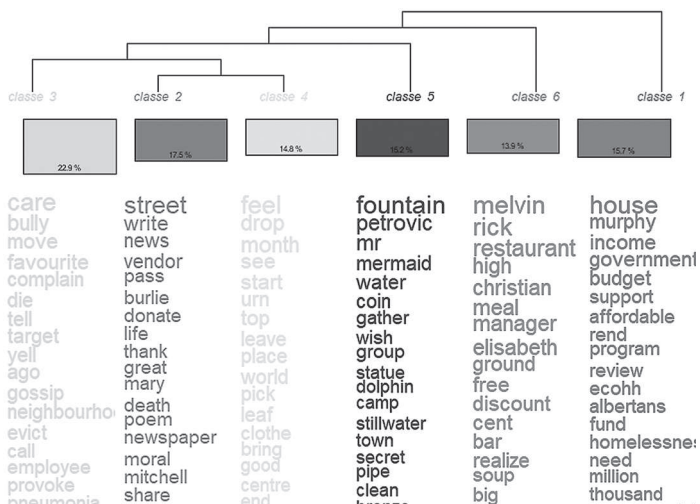 classe 3 classe 2 classe 4 classe 5 classe 6 classe 1
22.9 % 17.5 % 14.8 % 15.2 % 13.9 % 15.7 %
care
bully
move
favourite
complain
die
tell
target
yell
ago
gossip
neighbourho
evict
call
employee
provoke
pneumonia
street
write
news
vendor
pass
burlie
donate
life
thank
great
mary
death
poem
newspaper
moral
mitchell
share
feel
drop
month
see
start
urn
top
leave
place
world
pick
leaf
clothe
bring
good
centre
end
fountain
petrovic
mr
mermaid
water
coin
gather
wish
group
statue
dolphin
camp
stillwater
town
secret
pipe
clean
bronze
melvin
rick
restaurant
high
christian
meal
manager
elisabeth
ground
free
discount
cent
bar
realize
soup
big
house
murphy
income
government
budget
support
affordable
rend
program
review
ecohh
albertans
fund
homelessnes
need
million
thousand